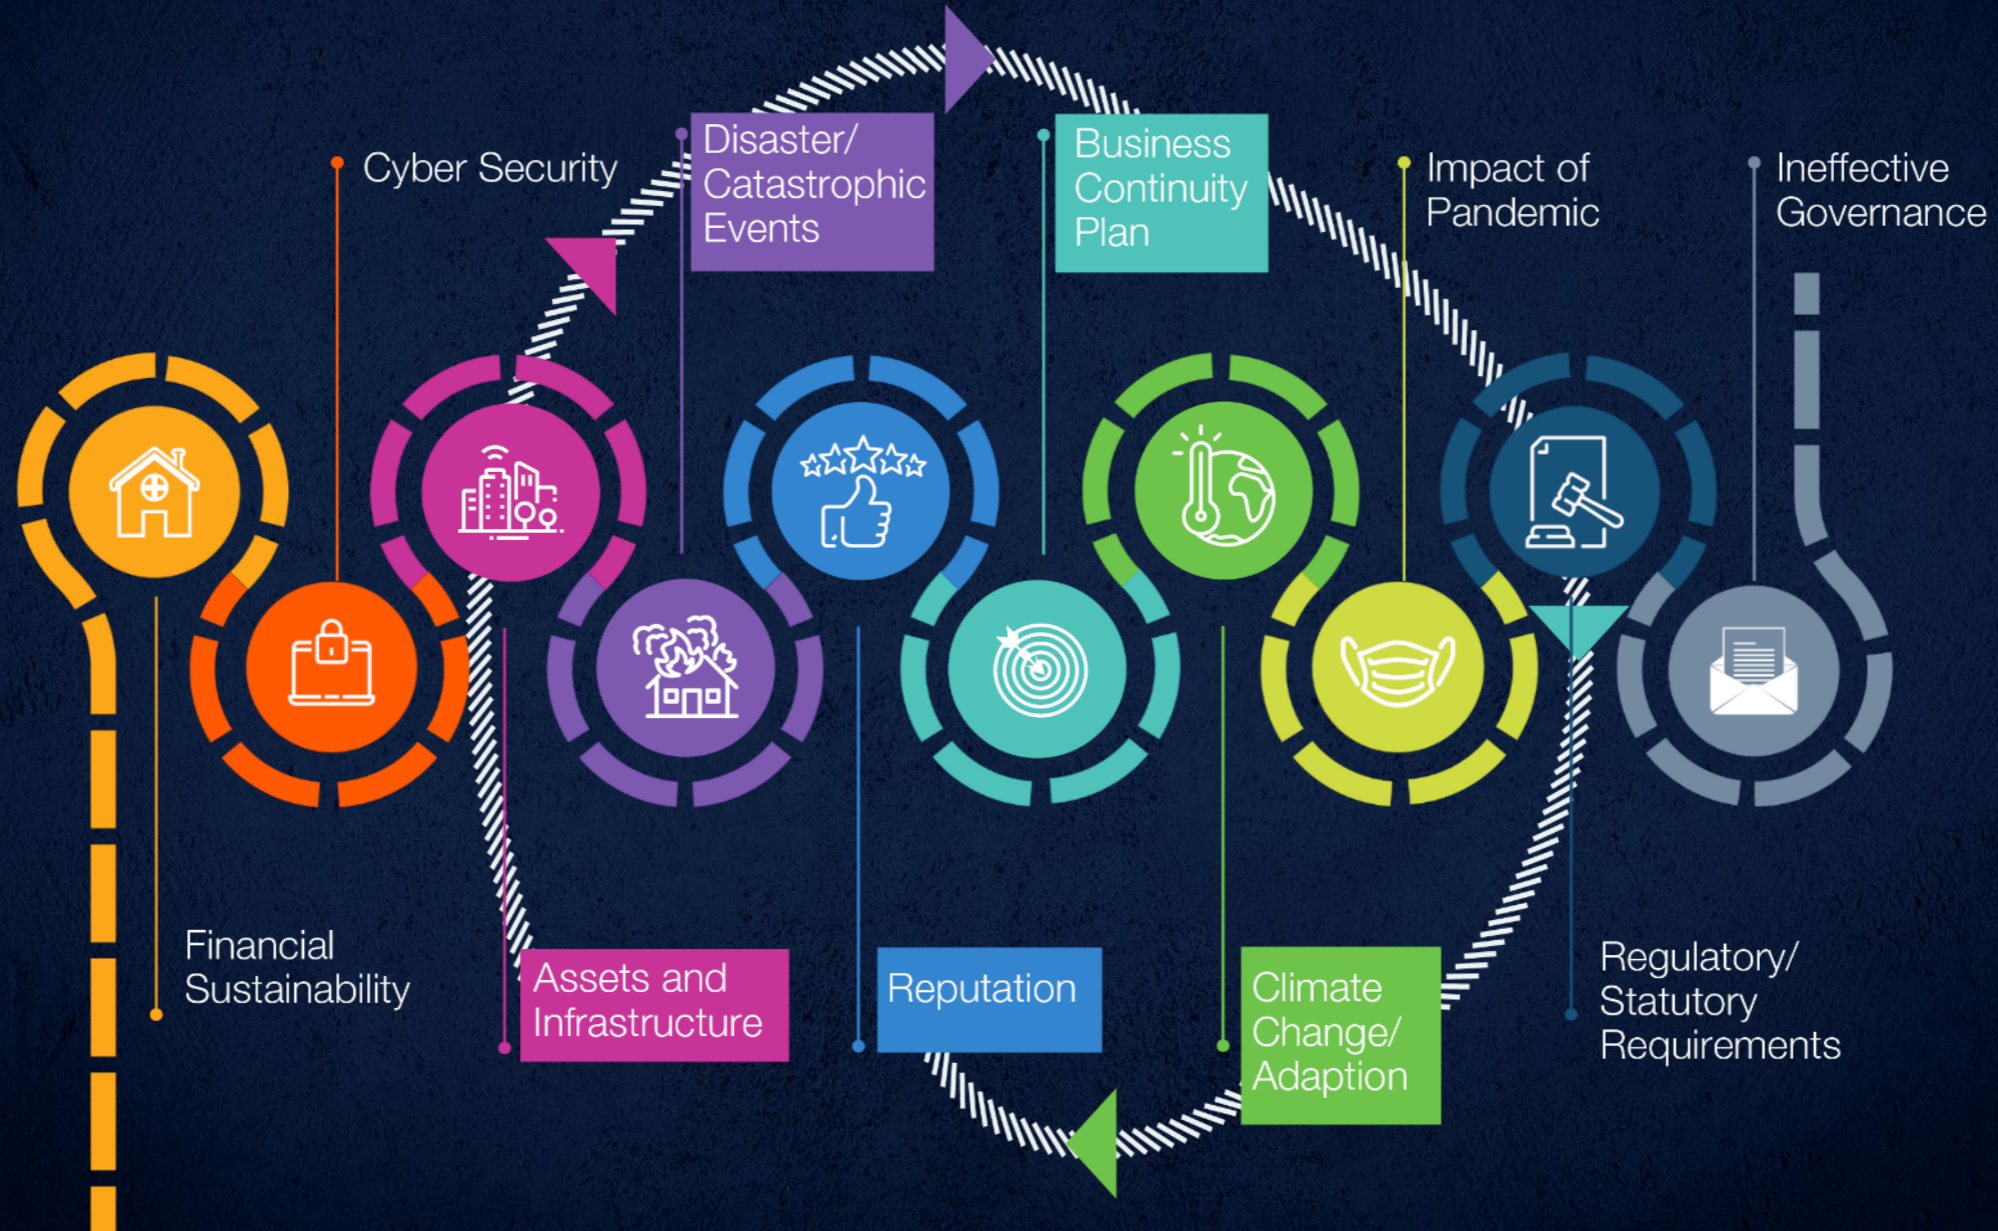 Cyber Security
Disaster/
Catastrophic
Events
Business
Continuity
Plan
Impact of
Pandemic
Ineffective
Governance
Financial
Sustainability
Assets and
Infrastructure
Reputation
Climate
Change/
Adaption
Regulatory/
Statutory
Requirements